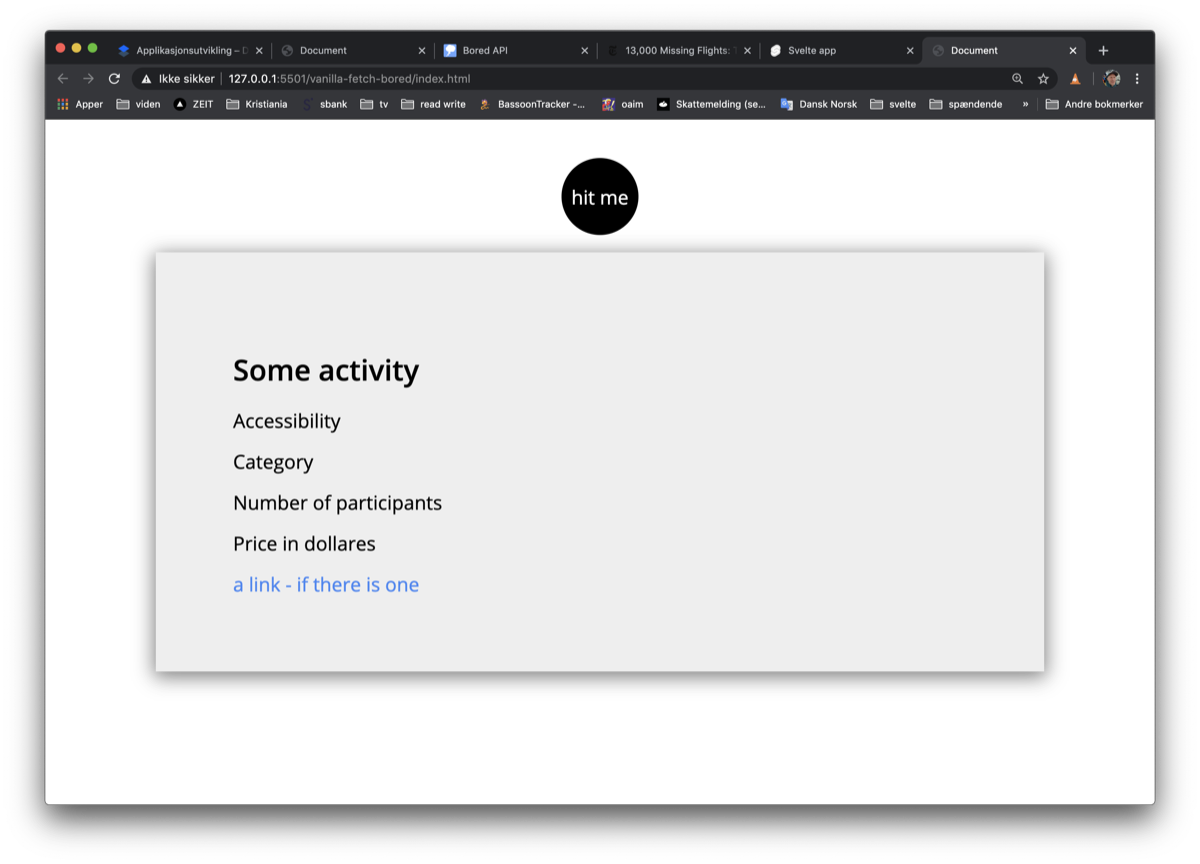 Applikasjonsutvikling – D
Document
Bored API
13,000 Missing Flights: T
Svelte app
Document
Ikke sikker
127.0.0.1:5501/vanilla-fetch-bored/index.html
Apper
viden
ZEIT
Kristiania
sbank
tv
read write
BassoonTracker -...
oaim
Skattemelding (se...
Dansk Norsk
svelte
spændende
»
Andre bokmerker
hit me
Some activity
Accessibility
Category
Number of participants
Price in dollares
a link - if there is one